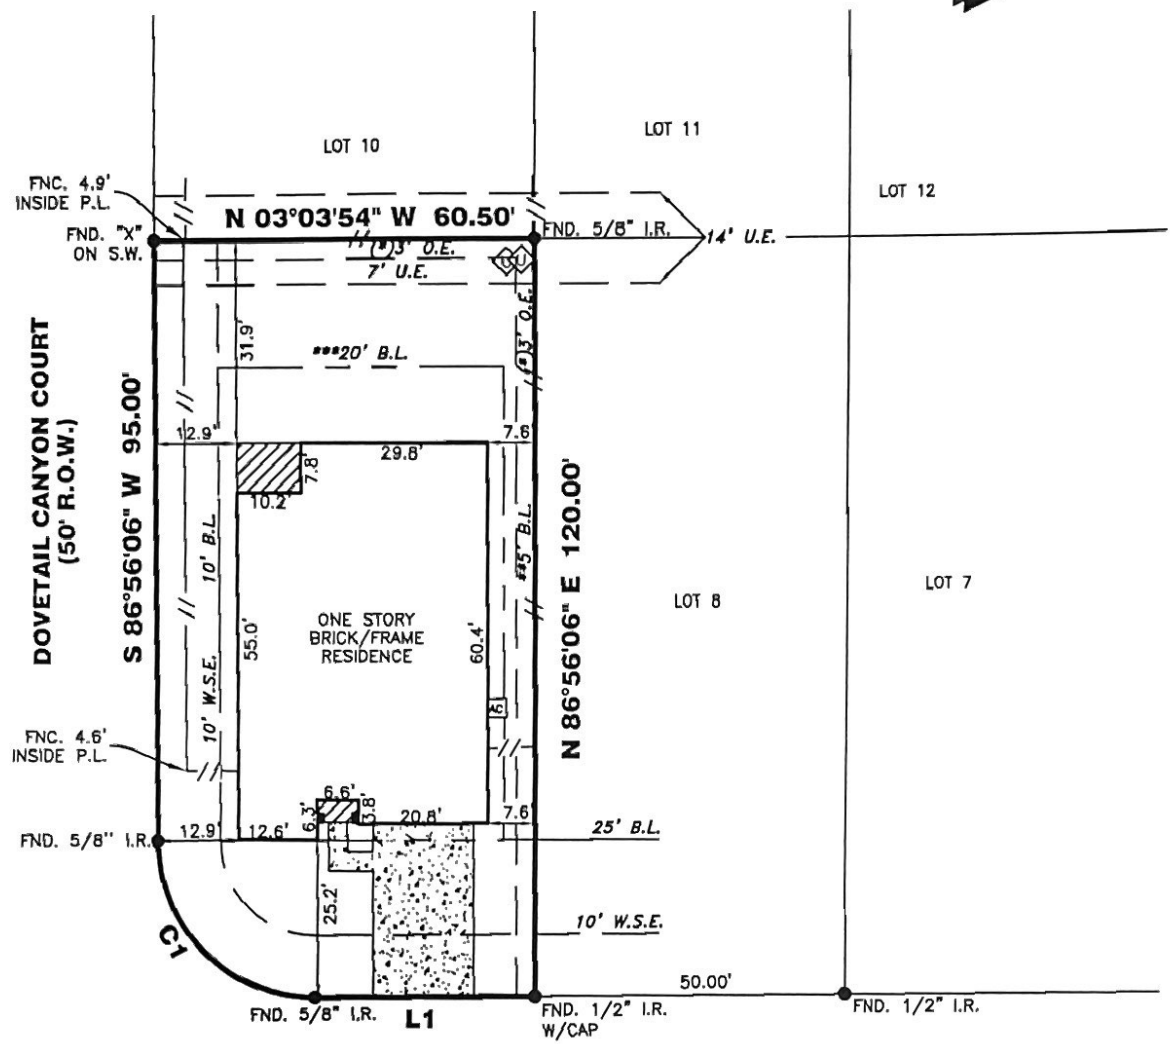 LOT 10
LOT 11
LOT 12
FNC. 4.9'
INSIDE P.L.
N 03°03'54" W 60.50'
FND. "X"
ON S.W.
FND. 5/8" I.R.
14' U.E.
(*)3' O.E.
7' U.E.
U
U
(*)3' O.E.
31.9'
***20' B.L.
DOVETAIL CANYON COURT
(50' R.O.W.)
S 86°56'06" W 95.00'
12.9'
7.6
29.8'
7.8'
10.2'
10' B.L.
**5' B.L.
N 86°56'06" E 120.00'
LOT 8
LOT 7
ONE STORY
BRICK/FRAME
RESIDENCE
55.0'
60.4'
10' W.S.E.
FNC. 4.6'
INSIDE P.L.
6.6'
6.3'
3.8'
20.8'
7.6'
FND. 5/8" I.R.
12.9'
12.6'
25' B.L.
25.2'
10' W.S.E.
C1
50.00'
FND. 5/8" I.R.
L1
FND. 1/2" I.R.
W/CAP
FND. 1/2" I.R.